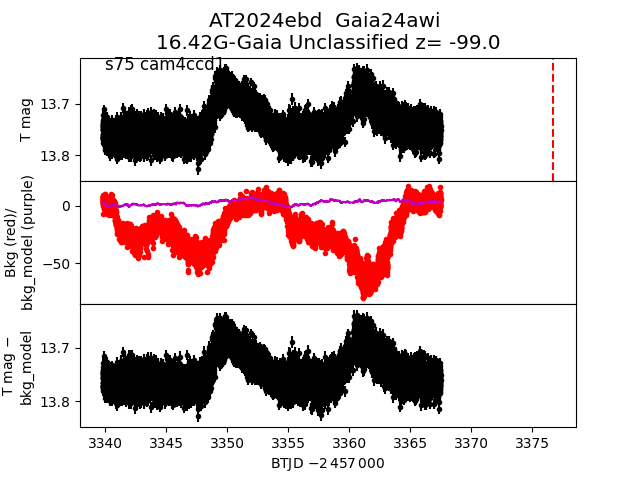 AT2024ebd  Gaia24awi
16.42G-Gaia Unclassified z= -99.0
s75 cam4ccd1
T mag
13.7
13.8
Bkg (red)/
bkg_model (purple)
0
−50
T mag −
bkg_model
13.7
13.8
3340 3345 3350 3355 3360 3365 3370 3375
BTJD −2 457 000